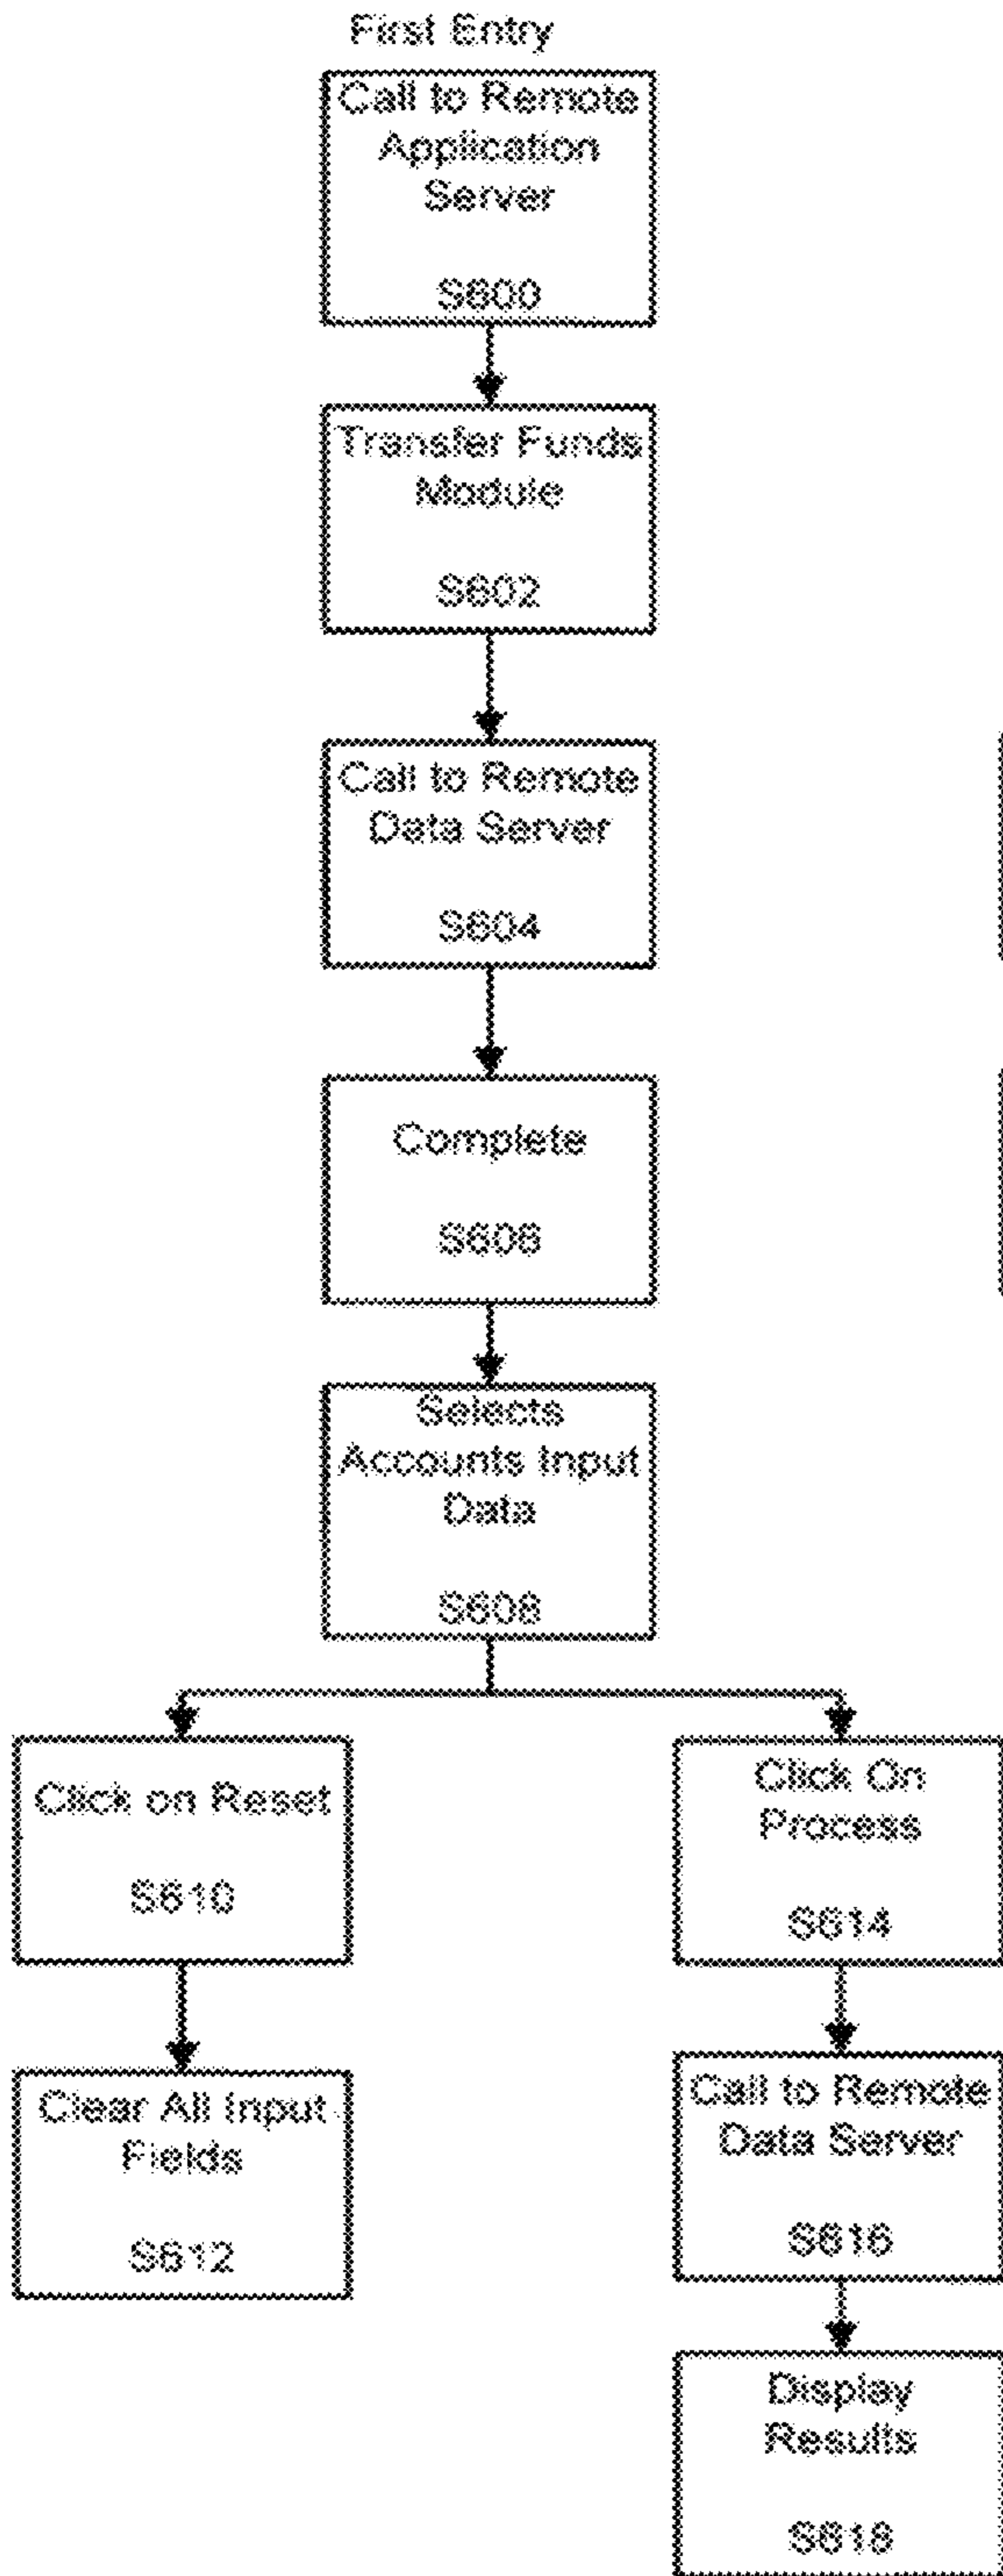 First Entry
Call to Remote
Application
Server
S600
Transfer Funds
Module
S602
Call to Remote
Data Server
S604
Complete
S606
Selects
Accounts Input
Data
S608
Click on Reset
S610
Click On
Process
S614
Clear All Input
Fields
S612
Call to Remote
Data Server
S616
Display
Results
S618